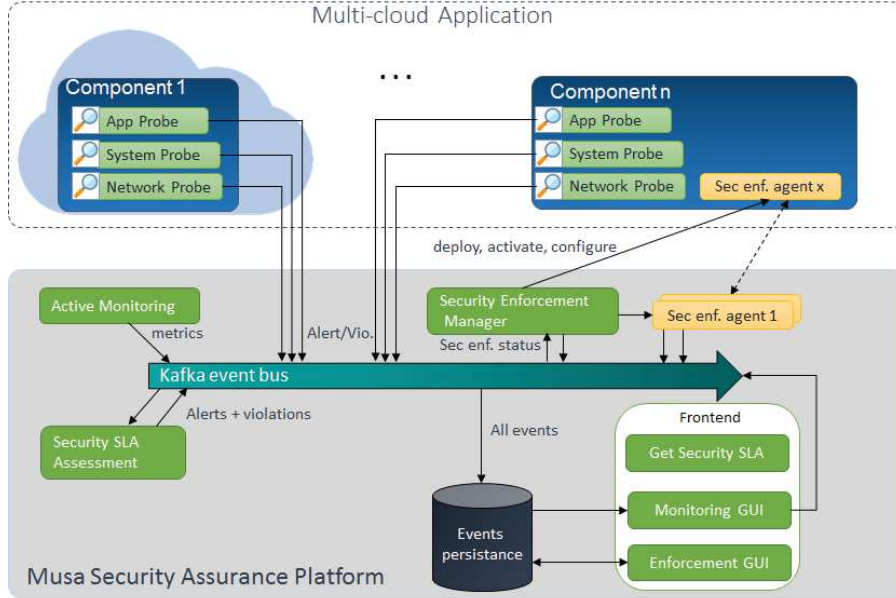 Multi-cloud Application
Component 1
App Probe
System Probe
Network Probe
...
Component n
App Probe
System Probe
Network Probe
Sec enf. agent x
deploy, activate, configure
Active Monitoring
metrics
Alert/Vio.
Security Enforcement
Manager
Sec enf. status
Sec enf. agent 1
Kafka event bus
Alerts + violations
Security SLA
Assessment
All events
Events
persistance
Frontend
Get Security SLA
Monitoring GUI
Enforcement GUI
Musa Security Assurance Platform